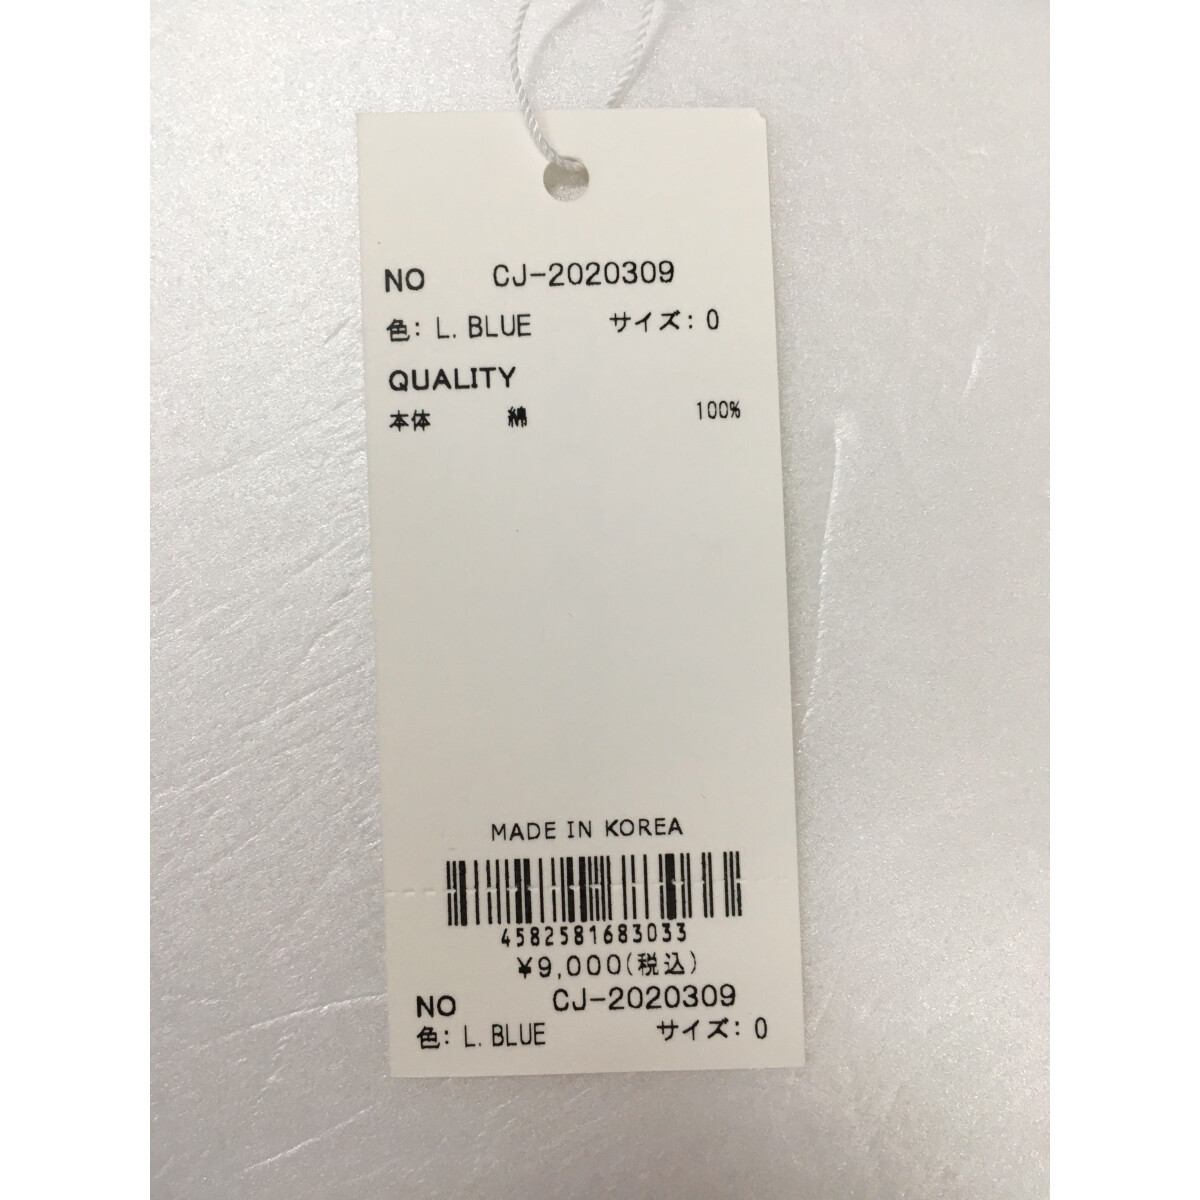 NO CJ-2020309
色: L. BLUE サイズ: 0
QUALITY
本体 綿 100%
MADE IN KOREA
4582581683033
¥9,000(税込)
NO CJ-2020309
色: L. BLUE サイズ: 0